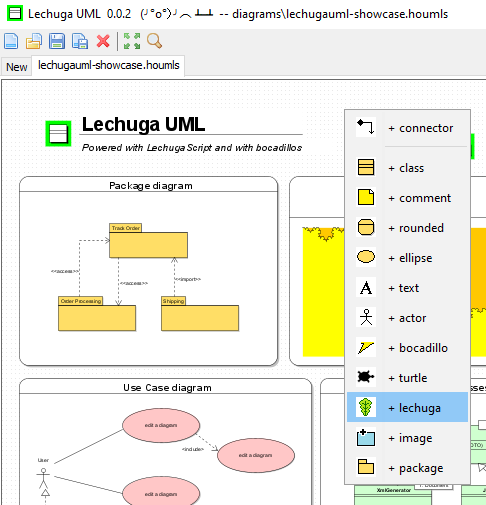 Lechuga UML 0.0.2 (╯°o°)╯︵ ┻━┻ -- diagrams\lechugauml-showcase.houmls
New
lechugauml-showcase.houmls
Lechuga UML
Powered with LechugaScript and with bocadillos
+ connector
+ class
+ comment
+ rounded
+ ellipse
+ text
+ actor
+ bocadillo
+ turtle
+ lechuga
+ image
+ package
Package diagram
Track Order
<<access>>
<<access>>
<<import>>
Order Processing
Shipping
Use Case diagram
edit a diagram
<include>
edit a diagram
User
edit a diagram
XmlGenerator